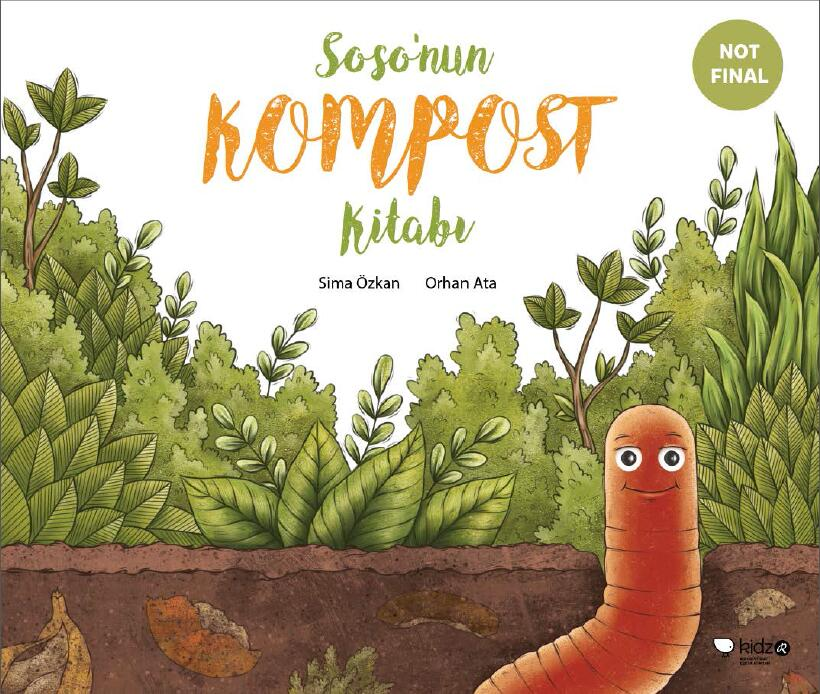 Soso'nun
KOMPOST
Kitabı
NOT
FINAL
Sima Özkan Orhan Ata
kidz R